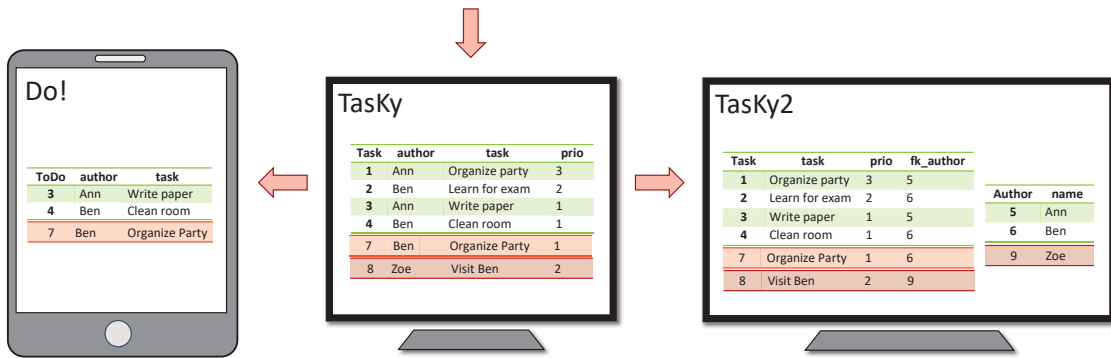 Do!
ToDo author task
3 Ann Write paper
4 Ben Clean room
7 Ben Organize Party
TasKy
Task author task prio
1 Ann Organize party 3
2 Ben Learn for exam 2
3 Ann Write paper 1
4 Ben Clean room 1
7 Ben Organize Party 1
8 Zoe Visit Ben 2
TasKy2
Task task prio fk_author
1 Organize party 3 5
2 Learn for exam 2 6
3 Write paper 1 5
4 Clean room 1 6
7 Organize Party 1 6
8 Visit Ben 2 9
Author name
5 Ann
6 Ben
9 Zoe